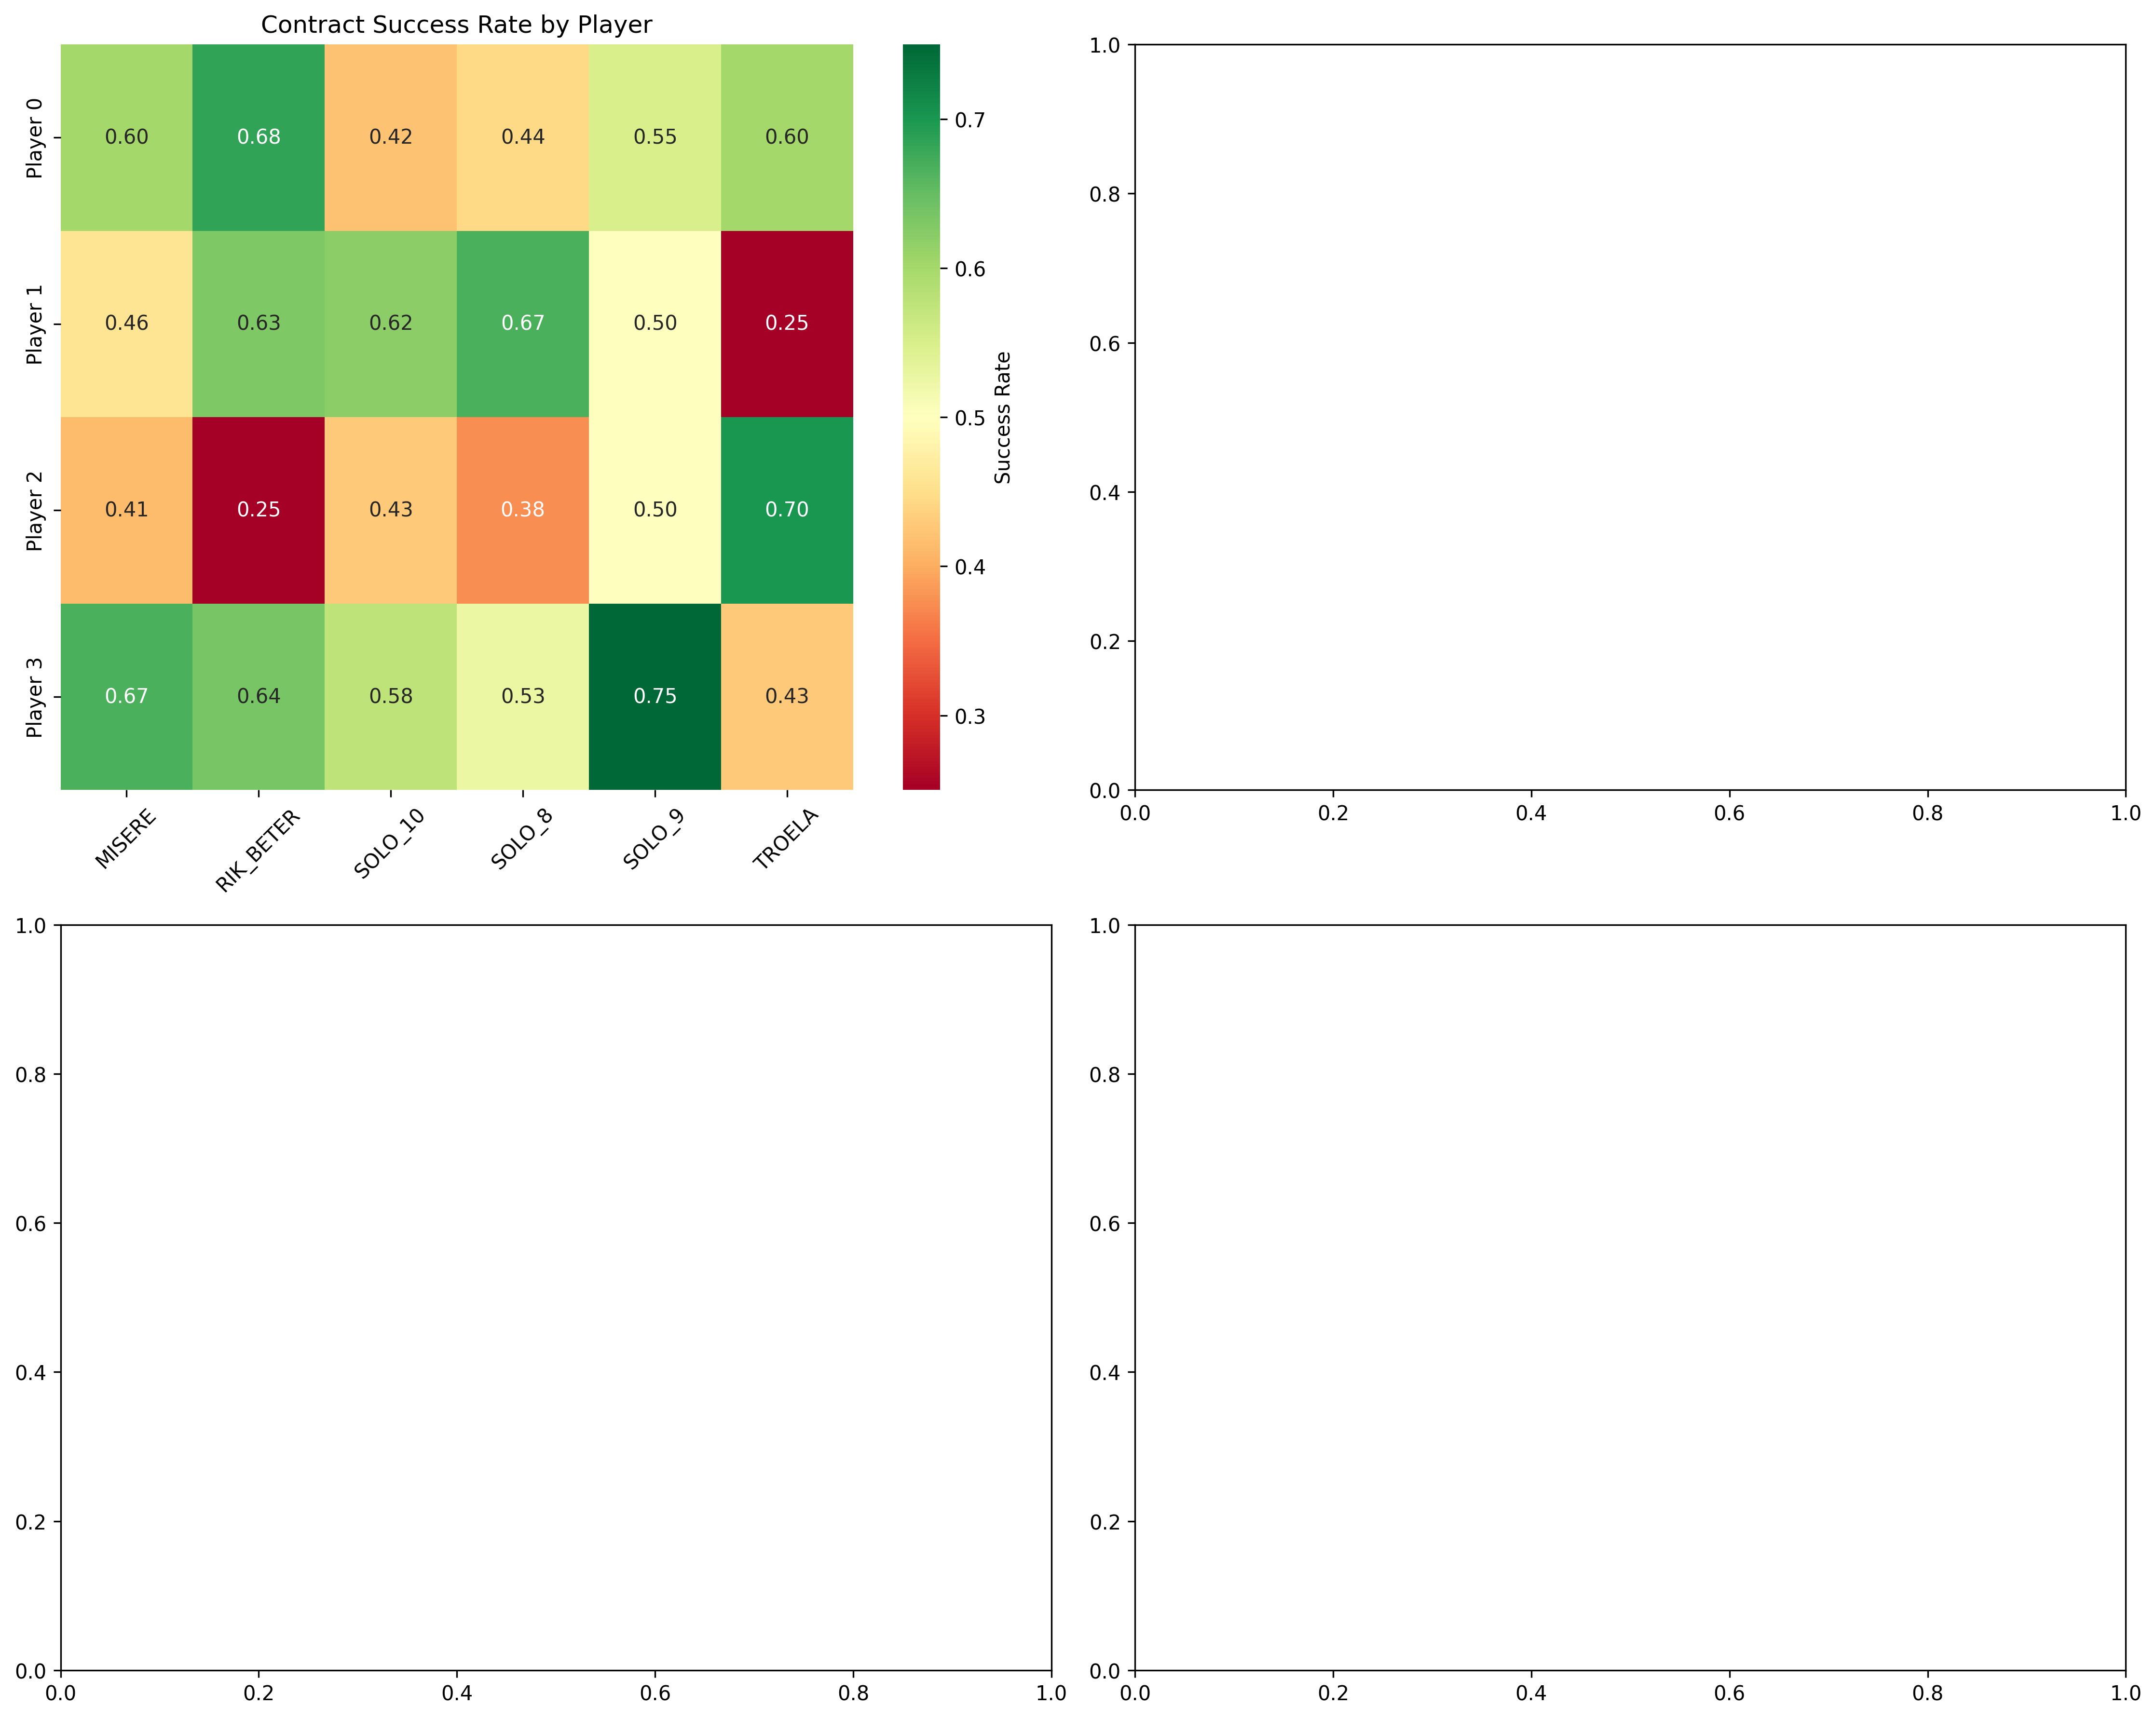 Contract Success Rate by Player
Player 0
0.60 0.68 0.42 0.44 0.55 0.60
Player 1
0.46 0.63 0.62 0.67 0.50 0.25
Player 2
0.41 0.25 0.43 0.38 0.50 0.70
Player 3
0.67 0.64 0.58 0.53 0.75 0.43
MISERE RIK_BETER SOLO_10 SOLO_8 SOLO_9 TROELA
0.7
0.6
0.5
0.4
0.3
Success Rate
1.0
0.8
0.6
0.4
0.2
0.0
0.0 0.2 0.4 0.6 0.8 1.0
1.0
0.8
0.6
0.4
0.2
0.0
0.0 0.2 0.4 0.6 0.8 1.0
1.0
0.8
0.6
0.4
0.2
0.0
0.0 0.2 0.4 0.6 0.8 1.0